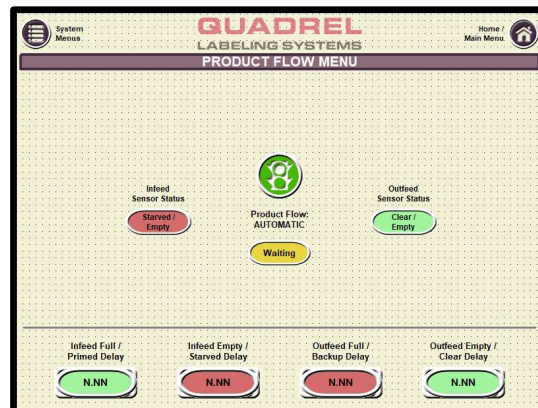 System
Menus.
QUADREL
LABELING SYSTEMS
Home /
Main Menu.
PRODUCT FLOW MENU
Infeed
Sensor Status
Starved /
Empty
Product Flow:
AUTOMATIC
Waiting
Outfeed
Sensor Status
Clear /
Empty
Infeed Full /
Primed Delay
N.NN
Infeed Empty /
Starved Delay
N.NN
Outfeed Full /
Backup Delay
N.NN
Outfeed Empty /
Clear Delay
N.NN